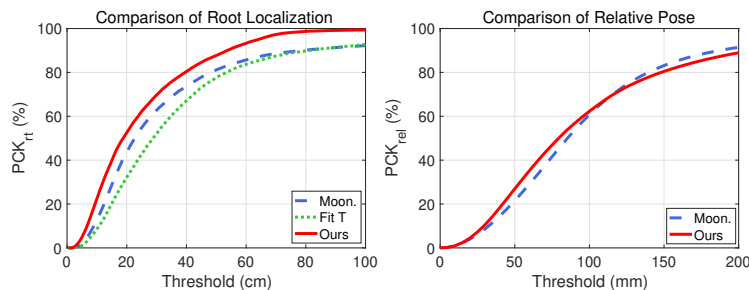 Comparison of Root Localization
PCK_rt (%)
100
80
60
40
20
0
Moon.
Fit T
Ours
0 20 40 60 80 100
Threshold (cm)
Comparison of Relative Pose
PCK_rel (%)
100
80
60
40
20
0
Moon.
Ours
0 50 100 150 200
Threshold (mm)